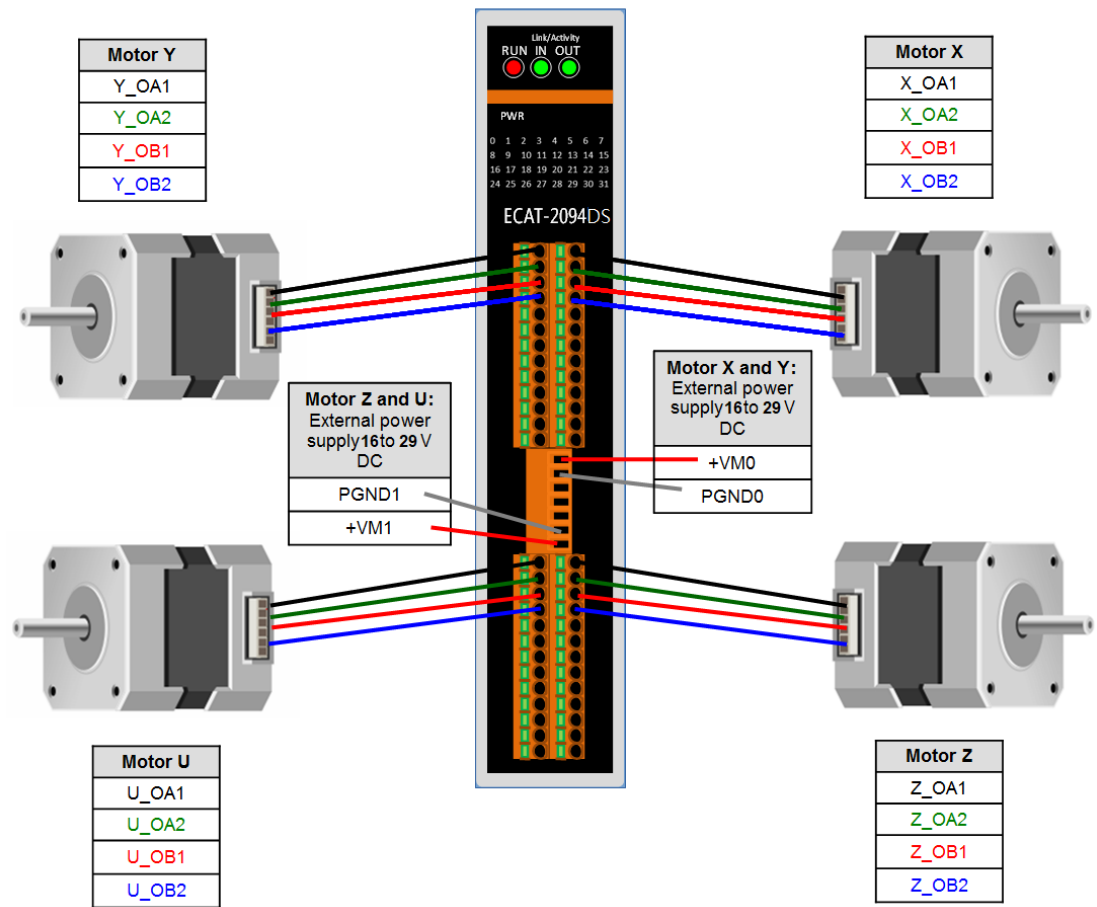 Motor Y
Y_OA1
Y_OA2
Y_OB1
Y_OB2
Link/Activity
RUN IN OUT
PWR
0 1 2 3 4 5 6 7
8 9 10 11 12 13 14 15
16 17 18 19 20 21 22 23
24 25 26 27 28 29 30 31
ECAT-2094DS
Motor X
X_OA1
X_OA2
X_OB1
X_OB2
Motor Z and U:
External power
supply16to 29 V
DC
PGND1
+VM1
Motor X and Y:
External power
supply16to 29 V
DC
+VM0
PGND0
Motor U
U_OA1
U_OA2
U_OB1
U_OB2
Motor Z
Z_OA1
Z_OA2
Z_OB1
Z_OB2